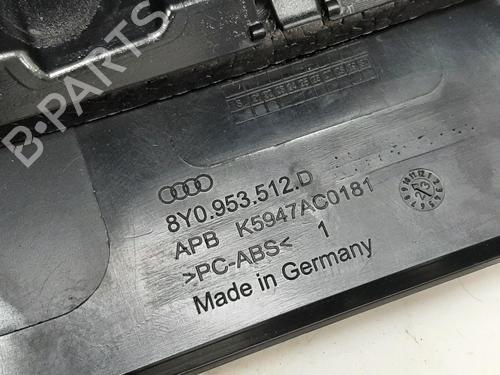 B-PARTS
8Y0.953.512.D
APB K5947AC0181
>PC-ABS< 1
Made in Germany